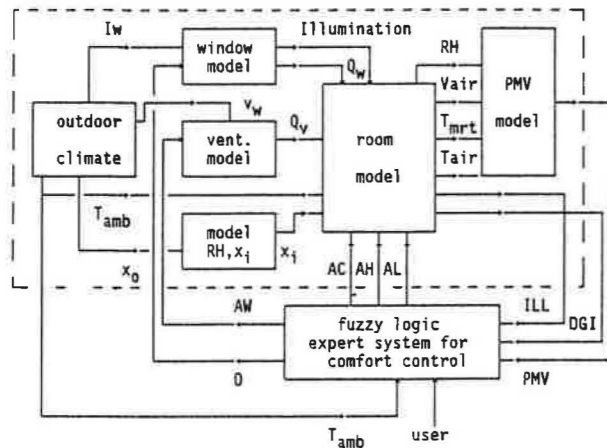 Iw
Illumination
window
model
Qw
RH
Vair
Tmrt
Tair
PMV
model
outdoor
climate
vw
vent.
model
Qv
room
model
Tamb
model
RH,xi
xi
xo
AC AH AL
AW
fuzzy logic
expert system for
comfort control
ILL
DGI
O
PMV
Tamb
user